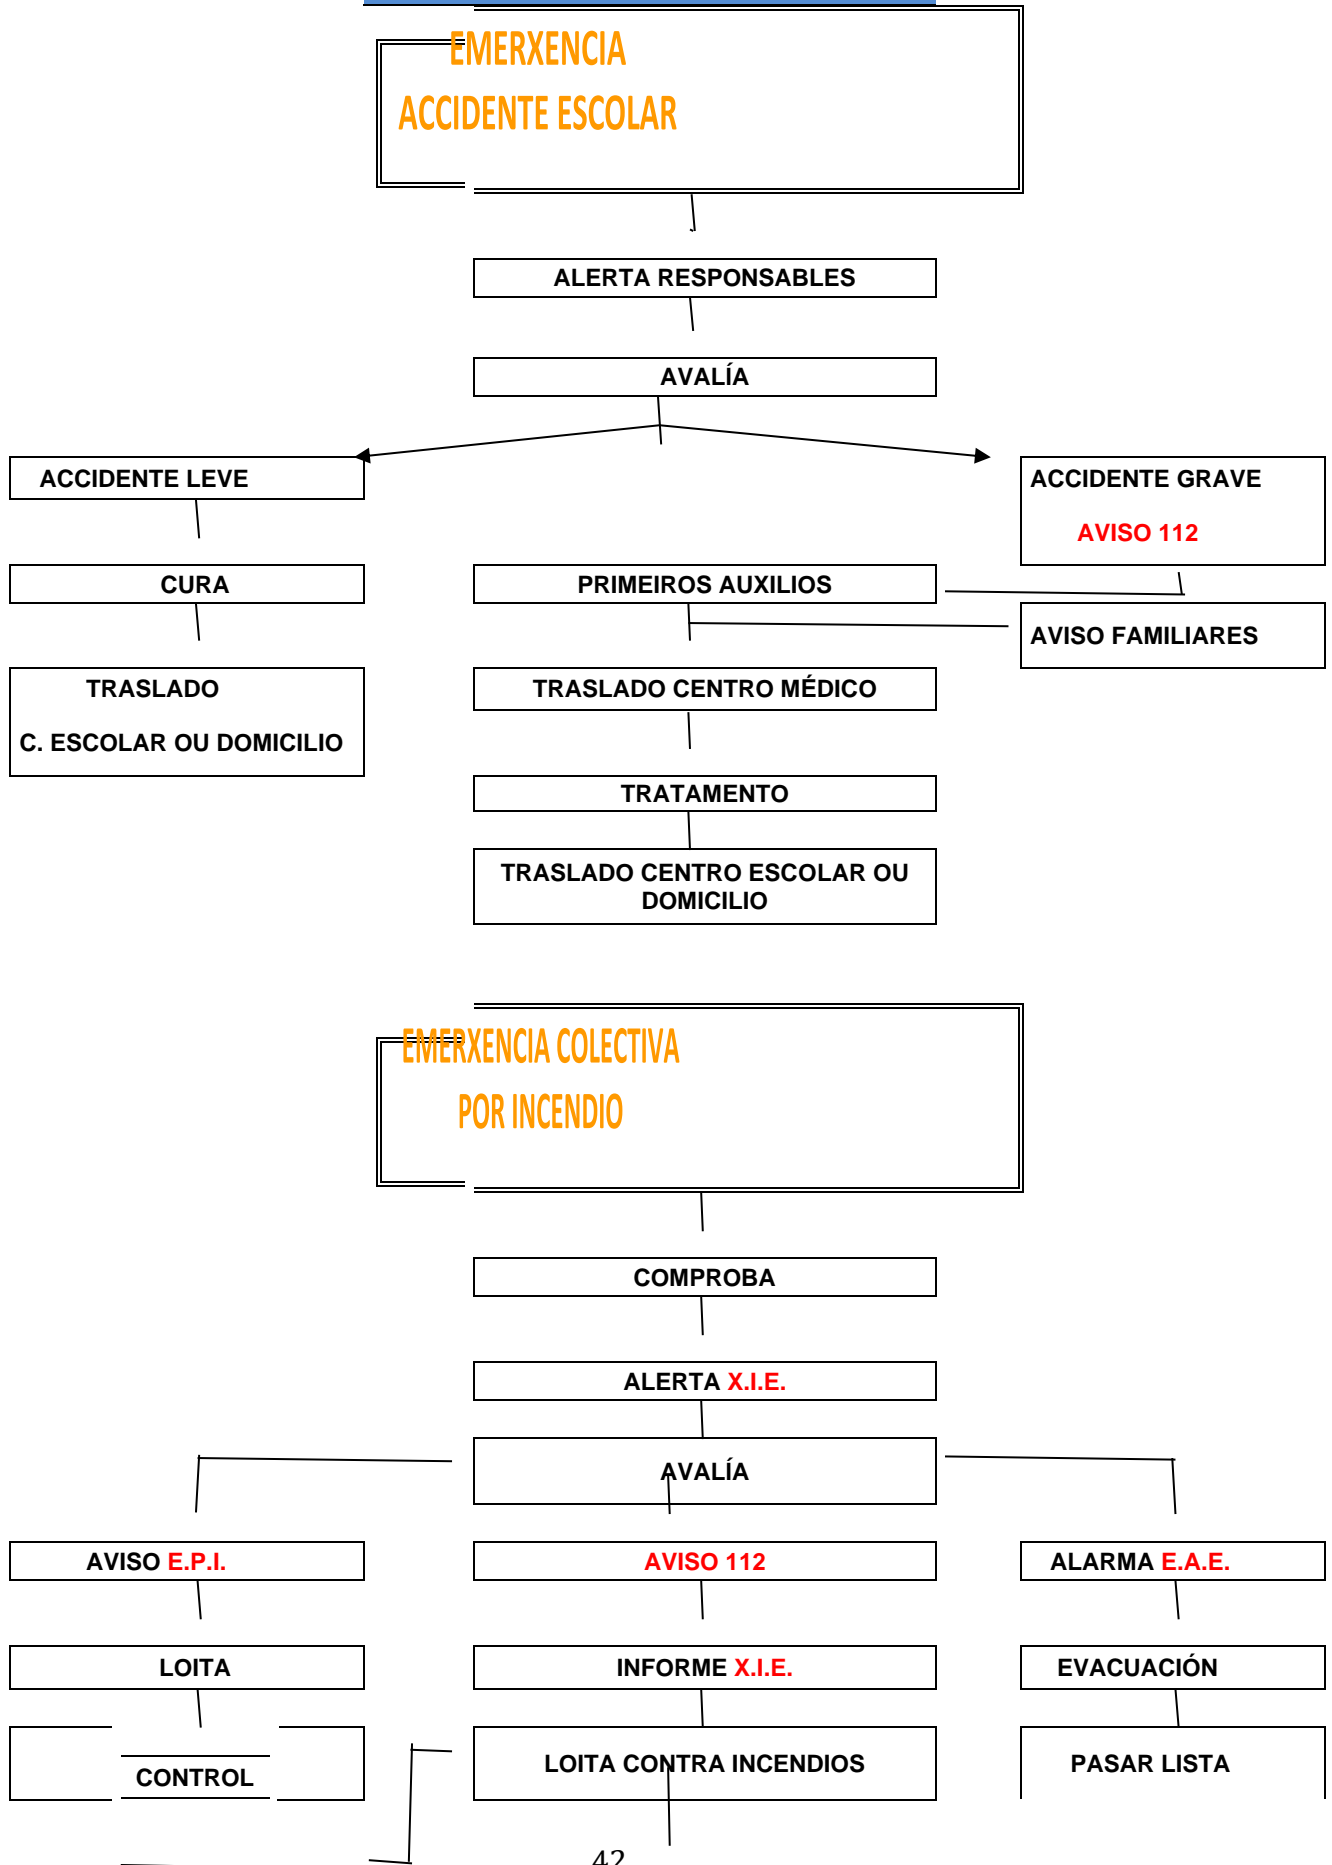 EMERXENCIA
ACCIDENTE ESCOLAR
ALERTA RESPONSABLES
AVALÍA
ACCIDENTE LEVE
ACCIDENTE GRAVE
AVISO 112
CURA
PRIMEIROS AUXILIOS
AVISO FAMILIARES
TRASLADO
C. ESCOLAR OU DOMICILIO
TRASLADO CENTRO MÉDICO
TRATAMENTO
TRASLADO CENTRO ESCOLAR OU
DOMICILIO
EMERXENCIA COLECTIVA
POR INCENDIO
COMPROBA
ALERTA X.I.E.
AVALÍA
AVISO E.P.I.
AVISO 112
ALARMA E.A.E.
LOITA
INFORME X.I.E.
EVACUACIÓN
CONTROL
LOITA CONTRA INCENDIOS
PASAR LISTA
42